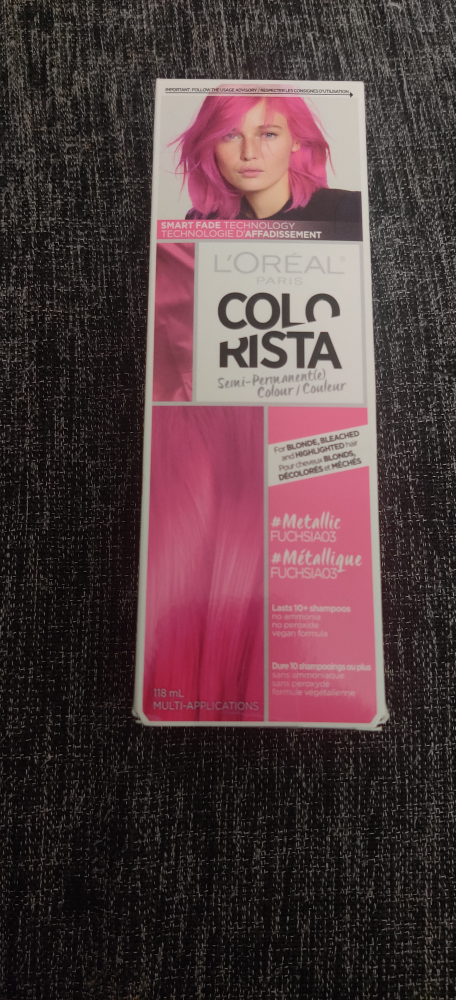 IMPORTANT: FOLLOW THE USAGE ADVISORY / RESPECTER LES CONSIGNES D'UTILISATION
SMART FADE TECHNOLOGY
TECHNOLOGIE D'AFFADISSEMENT
L'ORÉAL
PARIS
COLO
RISTA
Semi-Permanent(e)
Colour / Couleur
For BLONDE, BLEACHED
and HIGHLIGHTED hair
Pour cheveux BLONDS,
DÉCOLORÉS et MÉCHÉS
#Metallic
FUCHSIA03
#Métallique
FUCHSIA03
Lasts 10+ shampoos
no ammonia
no peroxide
vegan formula
Dure 10 shampooings ou plus
sans ammoniaque
sans peroxyde
formule végétalienne
118 mL
MULTI-APPLICATIONS